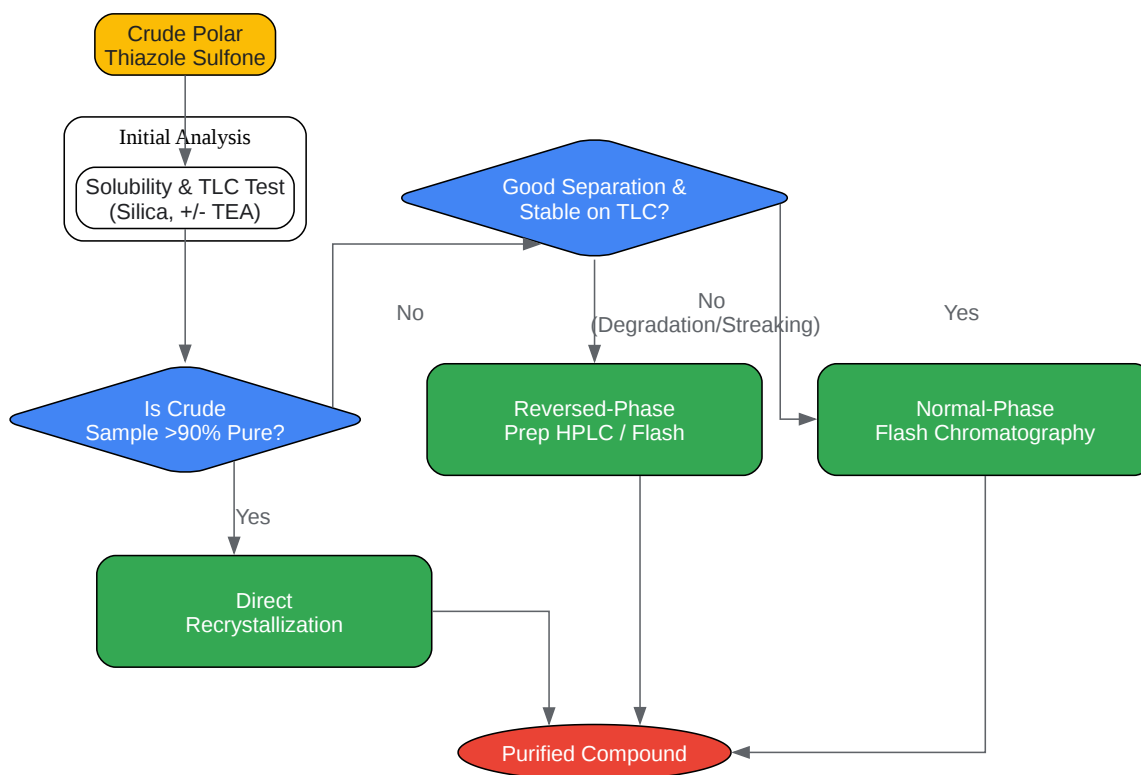 Crude Polar
Thiazole Sulfone
Initial Analysis
Solubility & TLC Test
(Silica, +/- TEA)
Good Separation &
Stable on TLC?
No
No
(Degradation/Streaking)
Yes
Is Crude
Sample >90% Pure?
Reversed-Phase
Prep HPLC / Flash
Normal-Phase
Flash Chromatography
Yes
Direct
Recrystallization
Purified Compound